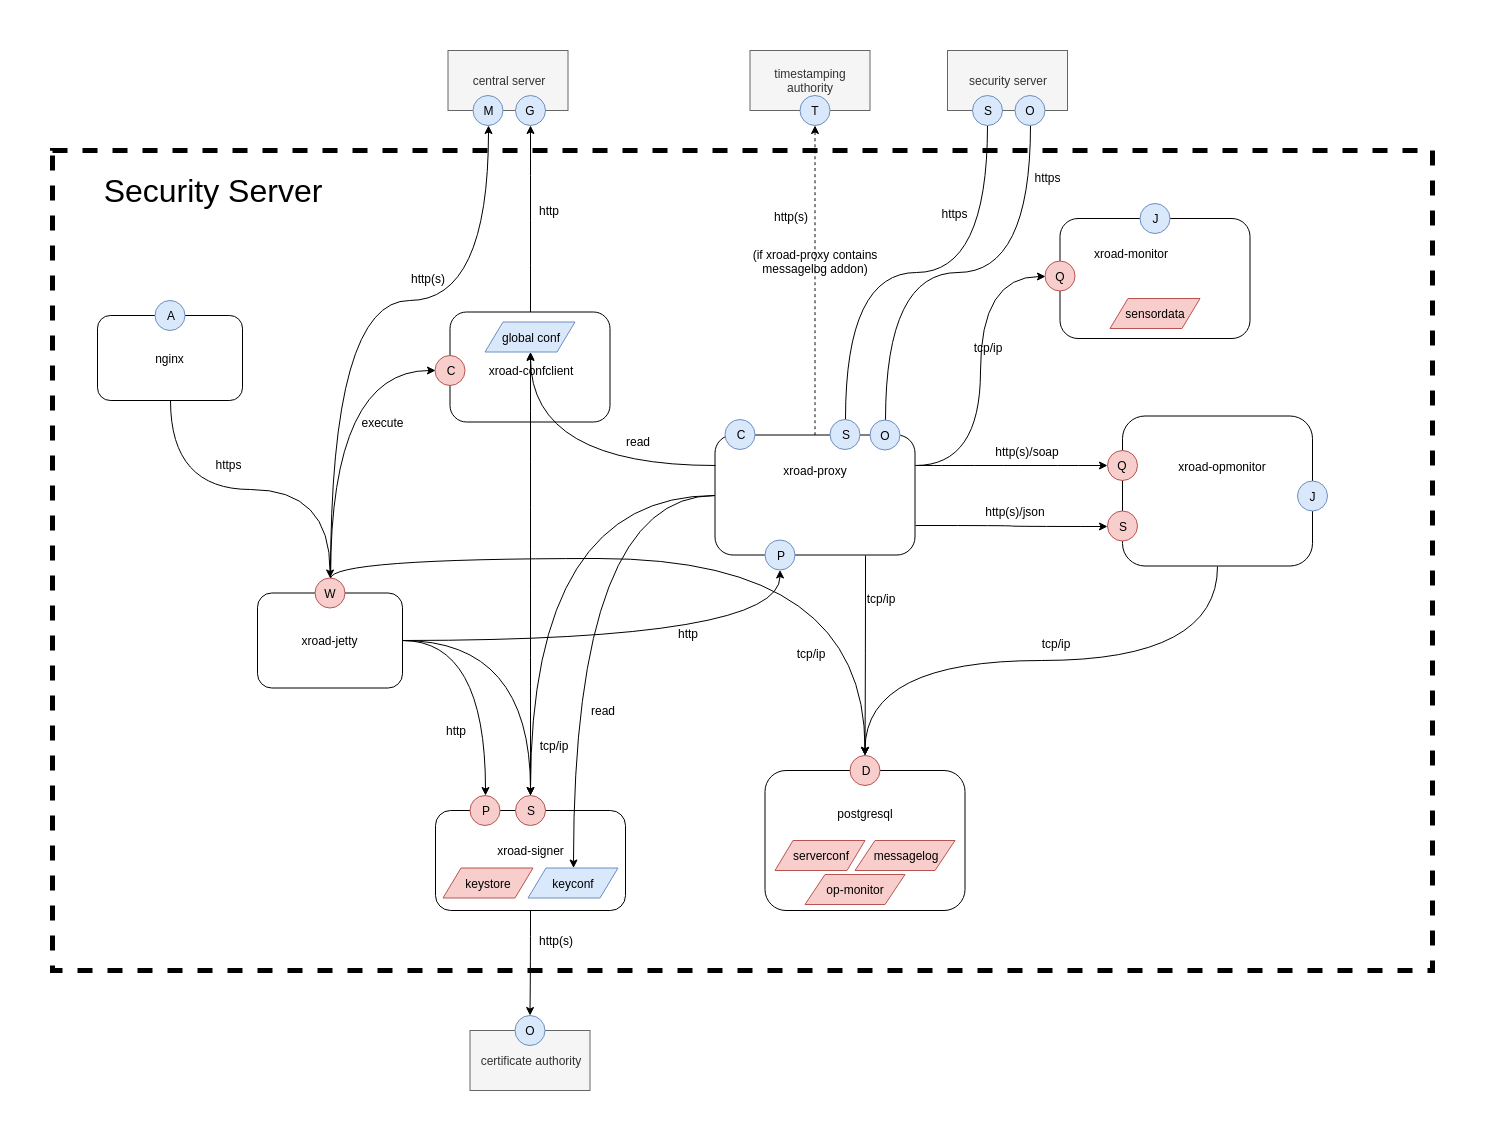 central server
M
G
timestamping
authority
T
security server
S
O
Security Server
http
http(s)
https
https
(if xroad-proxy contains
messagelog addon)
http(s)
J
xroad-monitor
Q
sensordata
tcp/ip
A
nginx
https
global conf
C
xroad-confclient
execute
read
C
S
O
xroad-proxy
P
http(s)/soap
http(s)/json
Q
S
xroad-opmonitor
J
W
xroad-jetty
http
tcp/ip
tcp/ip
tcp/ip
http
tcp/ip
read
P
S
xroad-signer
keystore
keyconf
D
postgresql
serverconf
messagelog
op-monitor
http(s)
O
certificate authority